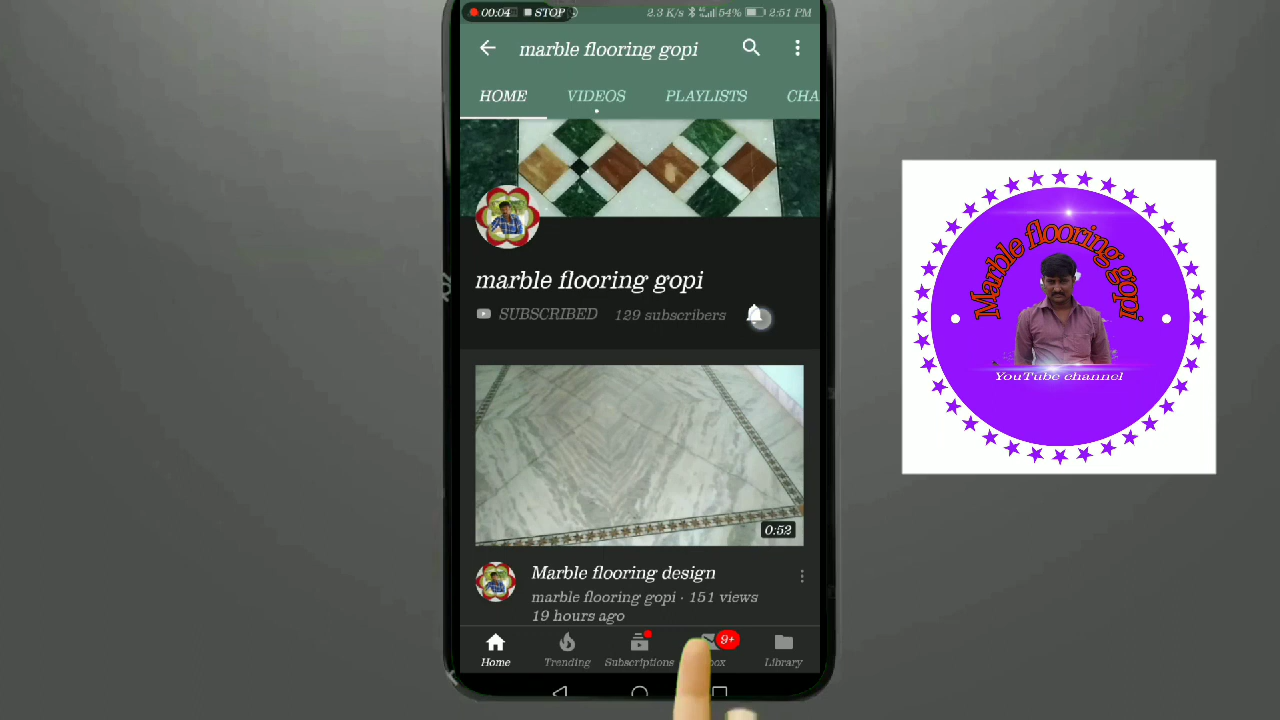 00:04 STOP 2.3 K/s 54% 2:51 PM
marble flooring gopi
HOME VIDEOS PLAYLISTS CHA
marble flooring gopi
SUBSCRIBED 129 subscribers
0:52
Marble flooring design
marble flooring gopi · 151 views
19 hours ago
9+
Home Trending Subscriptions Library
Marble flooring gopi
YouTube channel